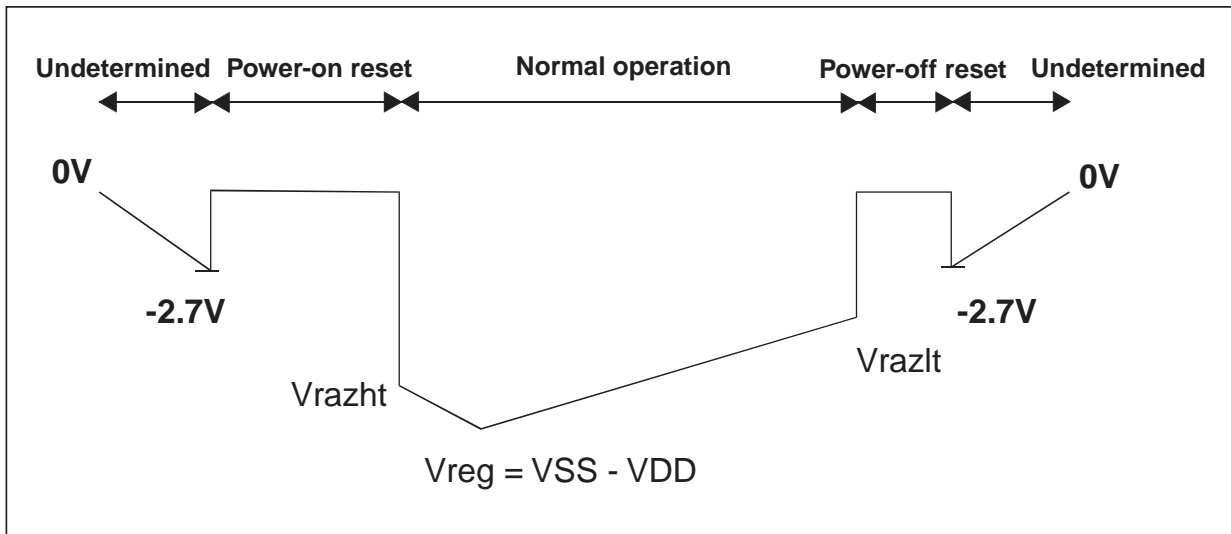 Undetermined Power-on reset Normal operation Power-off reset Undetermined
0V 0V
-2.7V -2.7V
Vrazht Vrazlt
Vreg = VSS - VDD